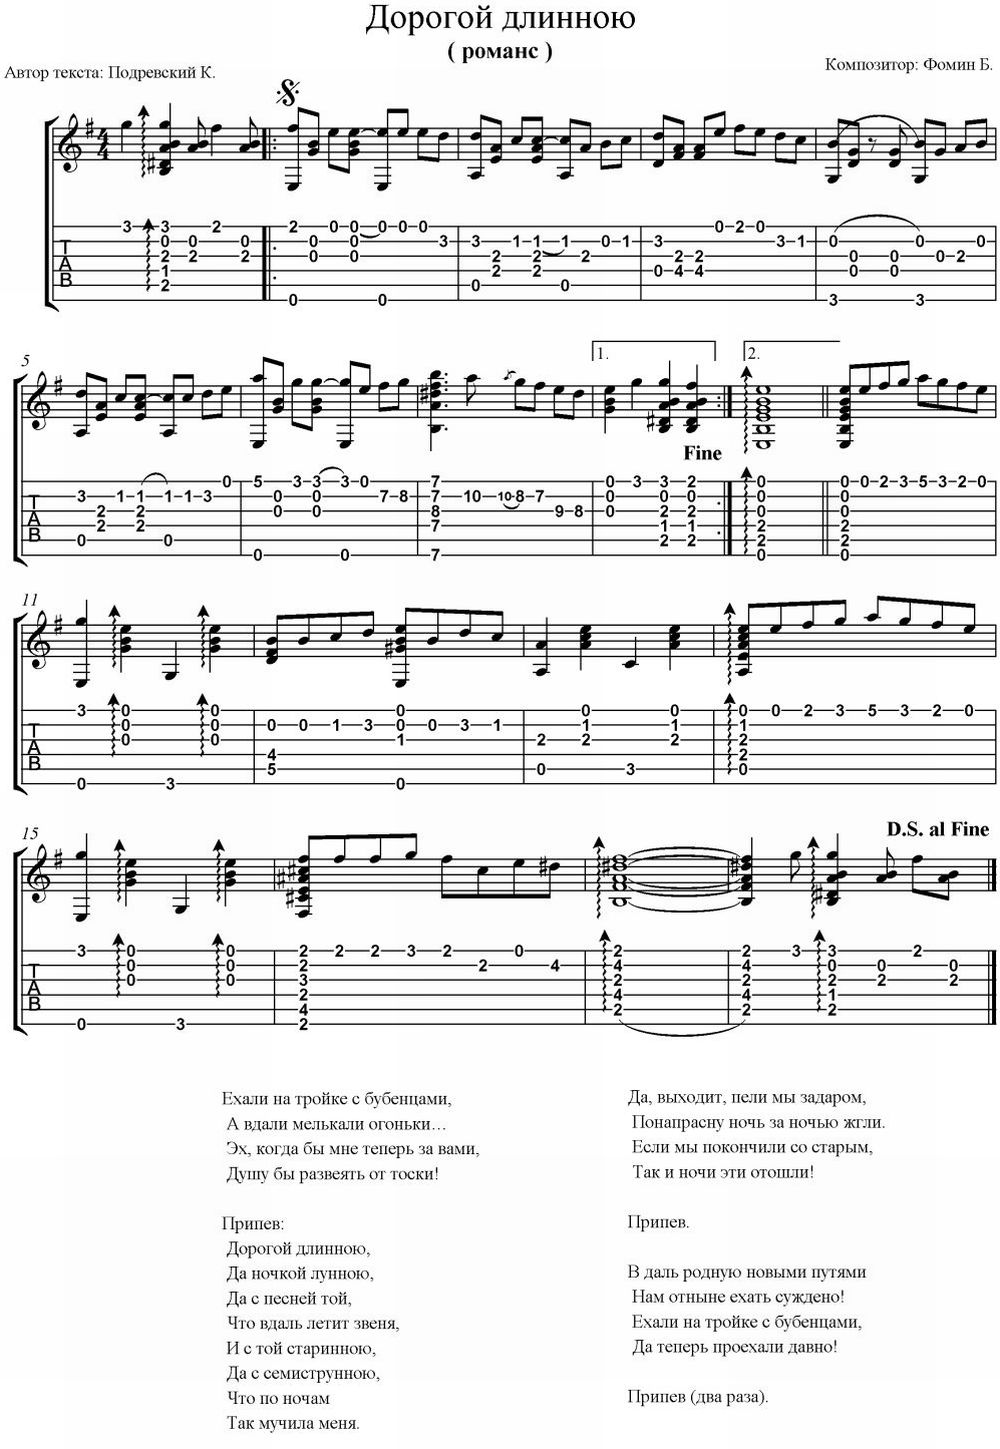 Дорогой длинною
( романс )
Автор текста: Подревский К.
Композитор: Фомин Б.
5
1.
2.
Fine
11
15
D.S. al Fine
Ехали на тройке с бубенцами,
А вдали мелькали огоньки...
Эх, когда бы мне теперь за вами,
Душу бы развеять от тоски!
Припев:
Дорогой длинною,
Да ночкой лунною,
Да с песней той,
Что вдаль летит звеня,
И с той старинною,
Да с семиструнною,
Что по ночам
Так мучила меня.
Да, выходит, пели мы задаром,
Понапрасну ночь за ночью жгли.
Если мы покончили со старым,
Так и ночи эти отошли!
Припев.
В даль родную новыми путями
Нам отныне ехать суждено!
Ехали на тройке с бубенцами,
Да теперь проехали давно!
Припев (два раза).